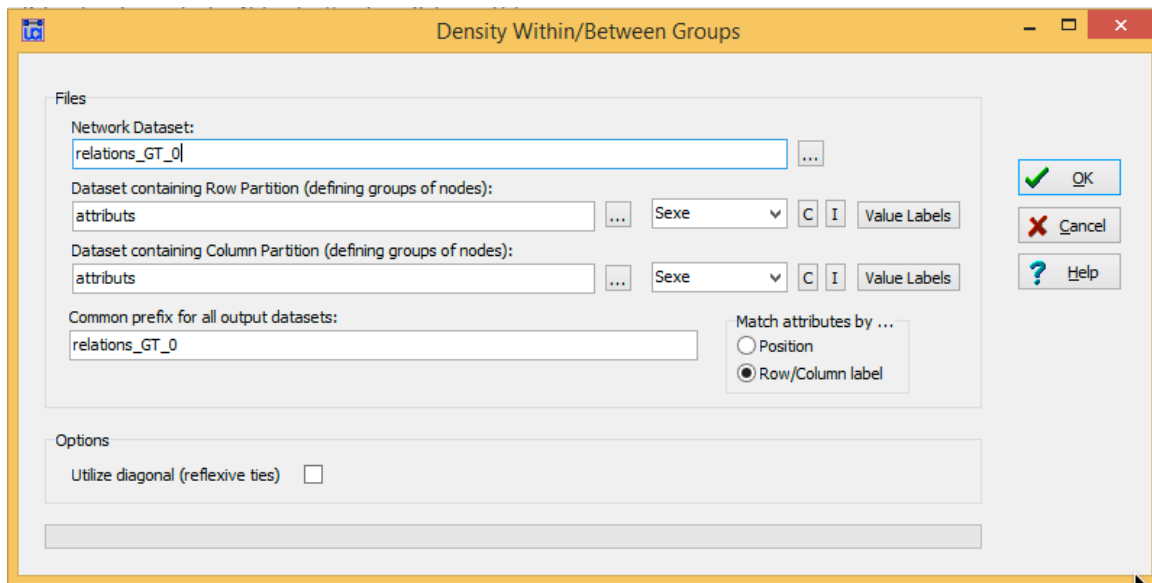 Density Within/Between Groups
Files
Network Dataset:
relations_GT_0
...
Dataset containing Row Partition (defining groups of nodes):
attributs
...
Sexe
C
I
Value Labels
Dataset containing Column Partition (defining groups of nodes):
attributs
...
Sexe
C
I
Value Labels
Common prefix for all output datasets:
relations_GT_0
Match attributes by ...
Position
Row/Column label
Options
Utilize diagonal (reflexive ties)
OK
Cancel
Help